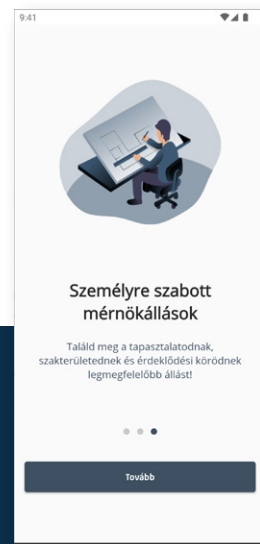 9:41
Személyre szabott
mérnökállások
Találd meg a tapasztalatodnak,
szakterületednek és érdeklődési körödnek
legmegfelelőbb állást!
Tovább